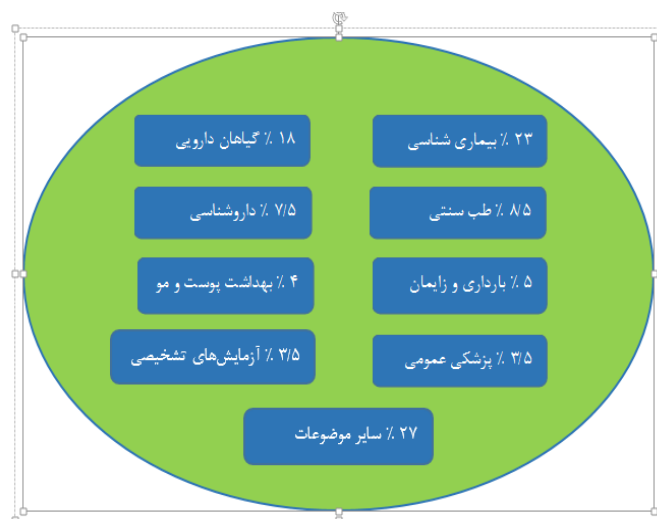 ۲۳ ٪ بیماری شناسی
۱۸ ٪ گیاهان دارویی
۸/۵ ٪ طب سنتی
۷/۵ ٪ داروشناسی
۵ ٪ بارداری و زایمان
۴ ٪ بهداشت پوست و مو
۳/۵ ٪ پزشکی عمومی
۳/۵ ٪ آزمایش‌های تشخیصی
۲۷ ٪ سایر موضوعات